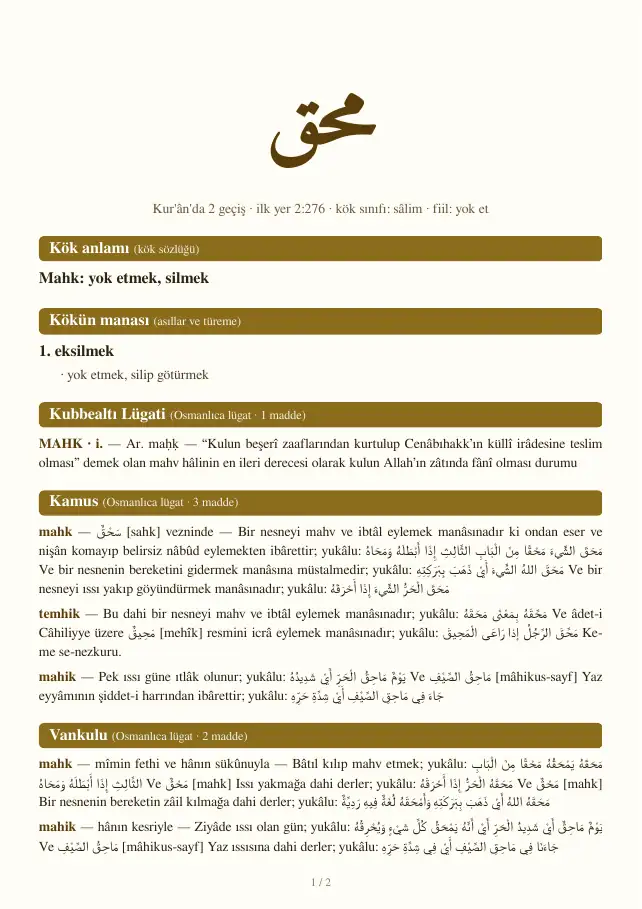 محق
Kur'ân'da 2 geçiş · ilk yer 2:276 · kök sınıfı: sâlim · fiil: yok et
Kök anlamı (kök sözlüğü)
Mahk: yok etmek, silmek
Kökün manası (asıllar ve türeme)
1. eksilmek
· yok etmek, silip götürmek
Kubbealtı Lügati (Osmanlıca lügat · 1 madde)
MAHK · i. — Ar. maḥḳ — “Kulun beşerî zaaflarından kurtulup Cenâbıhakk’ın küllî irâdesine teslim
olması” demek olan mahv hâlinin en ileri derecesi olarak kulun Allah’ın zâtında fânî olması durumu
Kamus (Osmanlıca lügat · 3 madde)
mahk — سَحْقٌ [sahk] vezninde — Bir nesneyi mahv ve ibtâl eylemek manâsınadır ki ondan eser ve
nişân komayıp belirsiz nâbûd eylemekten ibârettir; yukâlu: مَحَقَ الشَّيْءَ مَحْقًا مِنَ الْبَابِ الثَّالِثِ إِذَا أَبْطَلَهُ وَمَحَاهُ
Ve bir nesnenin bereketini gidermek manâsına müstalmedir; yukâlu: مَحَقَ اللهُ الشَّيْءَ أَيْ ذَهَبَ بِبَرَكَتِهِ Ve bir
nesneyi ıssı yakıp göyündürmek manâsınadır; yukâlu: مَحَقَ الْحَرُّ الشَّيْءَ إِذَا أَحْرَقَهُ
temhik — Bu dahi bir nesneyi mahv ve ibtâl eylemek manâsınadır; yukâlu: مَحَّقَهُ بِمَعْنَى مَحَقَهُ Ve âdet-i
Câhiliyye üzere مَحِيقٌ [mehîk] resmini icrâ eylemek manâsınadır; yukâlu: مَحَّقَ الرَّجُلُ إِذَا رَاعَى الْمَحِيقَ Ke-
me se-nezkuru.
mahik — Pek ıssı güne ıtlâk olunur; yukâlu: يَوْمٌ مَاحِقُ الْحَرِّ أَيْ شَدِيدُهُ Ve مَاحِقُ الصَّيْفِ [mâhikus-sayf] Yaz
eyyâmının şiddet-i harrından ibârettir; yukâlu: جَاءَ فِي مَاحِقِ الصَّيْفِ أَيْ شِدَّةِ حَرِّهِ
Vankulu (Osmanlıca lügat · 2 madde)
mahk — mîmin fethi ve hânın sükûnuyla — Bâtıl kılıp mahv etmek; yukâlu: مَحَقَهُ يَمْحَقُهُ مَحْقًا مِنَ الْبَابِ
الثَّالِثِ إِذَا أَبْطَلَهُ وَمَحَاهُ Ve مَحْقٌ [mahk] Issı yakmağa dahi derler; yukâlu: مَحَقَهُ الْحَرُّ إِذَا أَحْرَقَهُ Ve مَحْقٌ [mahk]
Bir nesnenin bereketin zâil kılmağa dahi derler; yukâlu: مَحَقَهُ اللهُ أَيْ ذَهَبَ بِبَرَكَتِهِ وَأَمْحَقَهُ لُغَةٌ فِيهِ رَدِيَّةٌ
mahik — hânın kesriyle — Ziyâde ıssı olan gün; yukâlu: يَوْمٌ مَاحِقٌ أَيْ شَدِيدُ الْحَرِّ أَيْ أَنَّهُ يَمْحَقُ كُلَّ شَيْءٍ وَيُحْرِقُهُ
Ve مَاحِقُ الصَّيْفِ [mâhikus-sayf] Yaz ıssısına dahi derler; yukâlu: جَاءَنَا فِي مَاحِقِ الصَّيْفِ أَيْ فِي شِدَّةِ حَرِّهِ
1 / 2